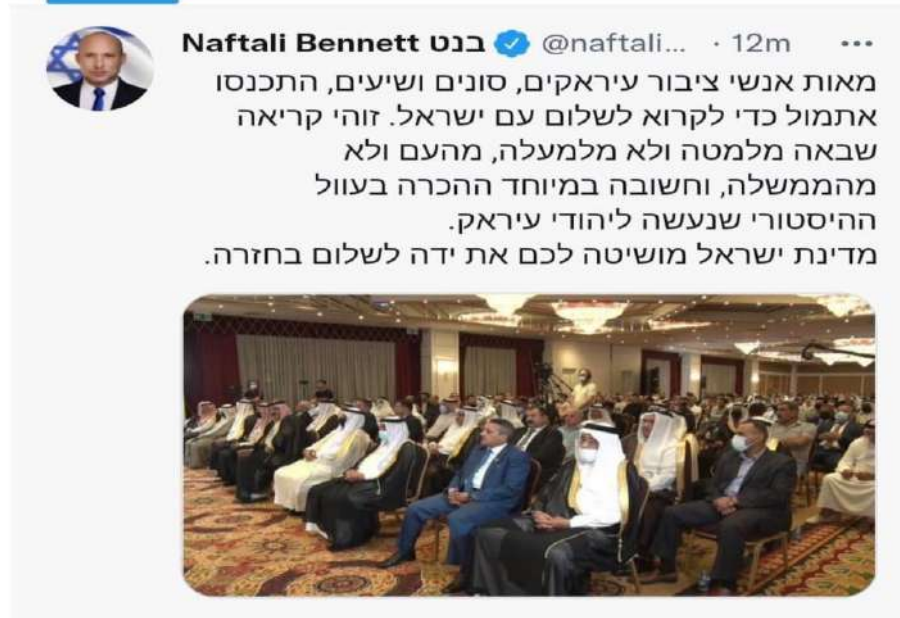 Naftali Bennett בנט @naftali... · 12m
מאות אנשי ציבור עיראקים, סונים ושיעים, התכנסו
אתמול כדי לקרוא לשלום עם ישראל. זוהי קריאה
שבאה מלמטה ולא מלמעלה, מהעם ולא
מהממשלה, וחשובה במיוחד ההכרה בעוול
ההיסטורי שנעשה ליהודי עיראק.
מדינת ישראל מושיטה לכם את ידה לשלום בחזרה.